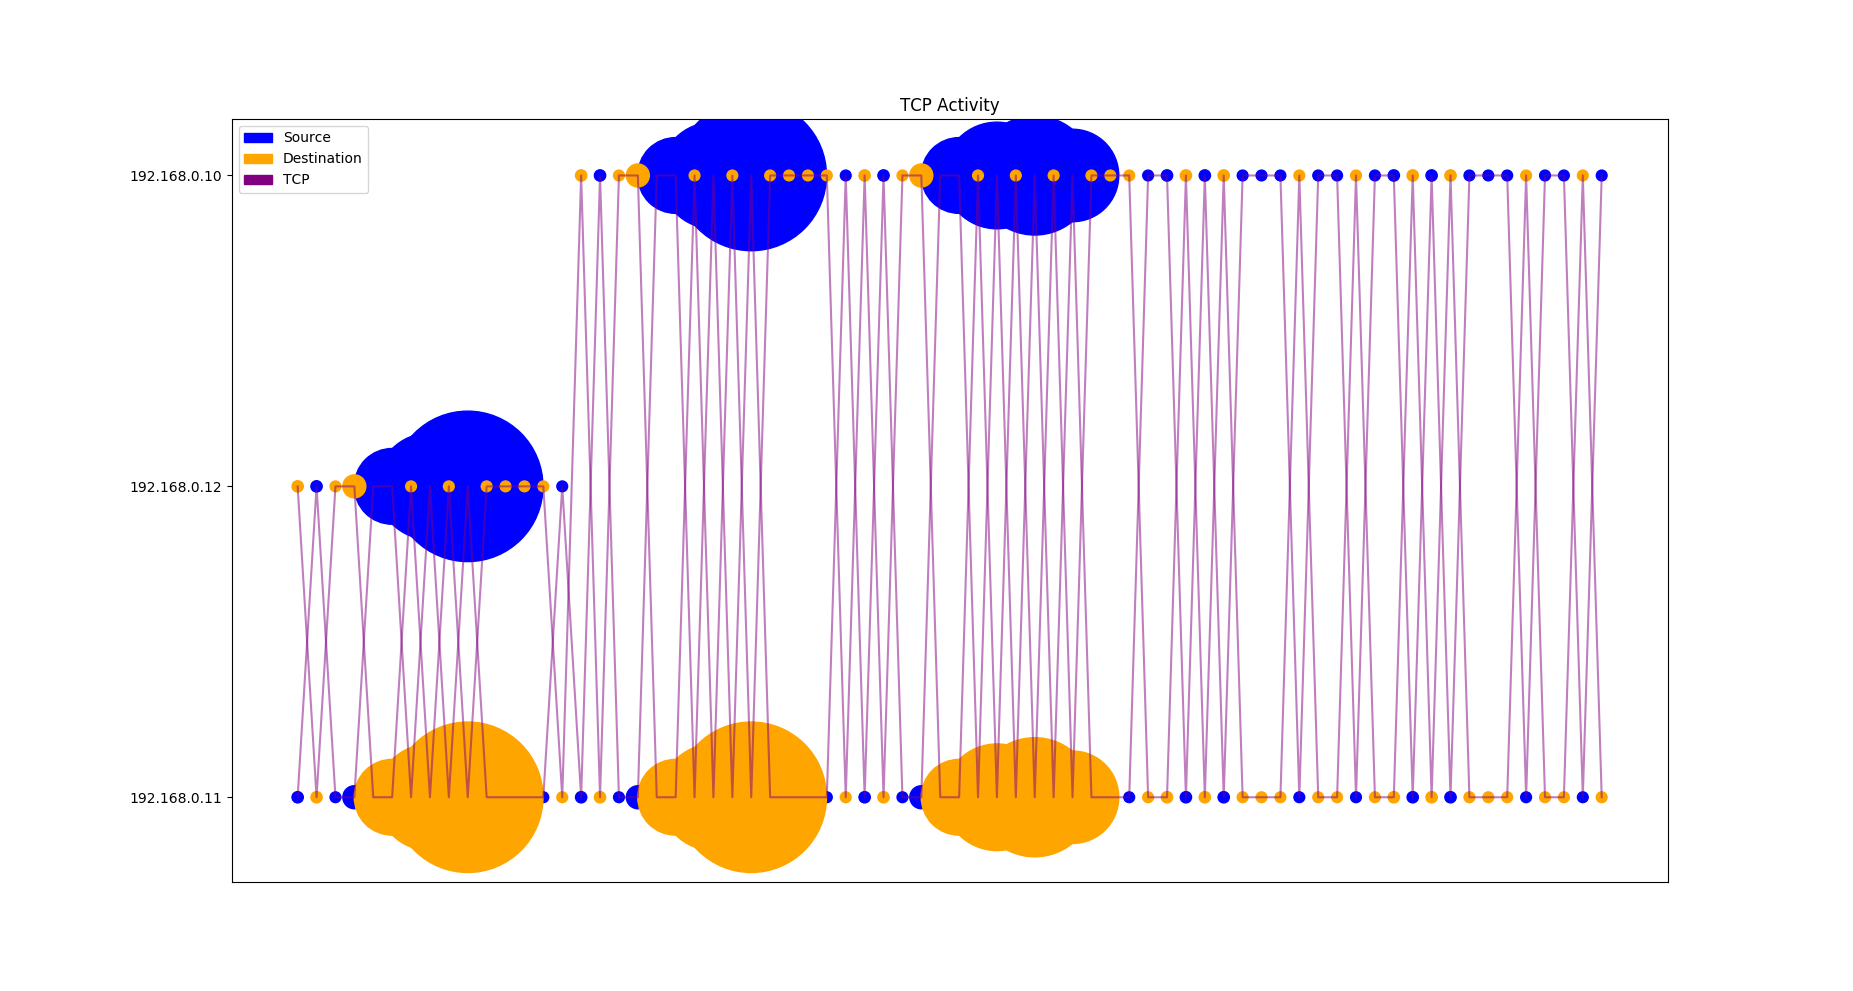 TCP Activity
Source
Destination
TCP
192.168.0.10
192.168.0.12
192.168.0.11